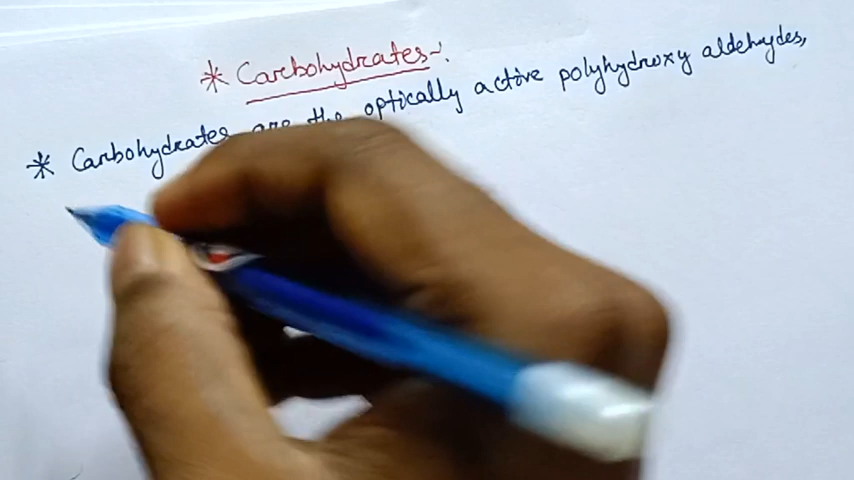 * Carbohydrates -:
* Carbohydrates are the optically active polyhydroxy aldehydes,